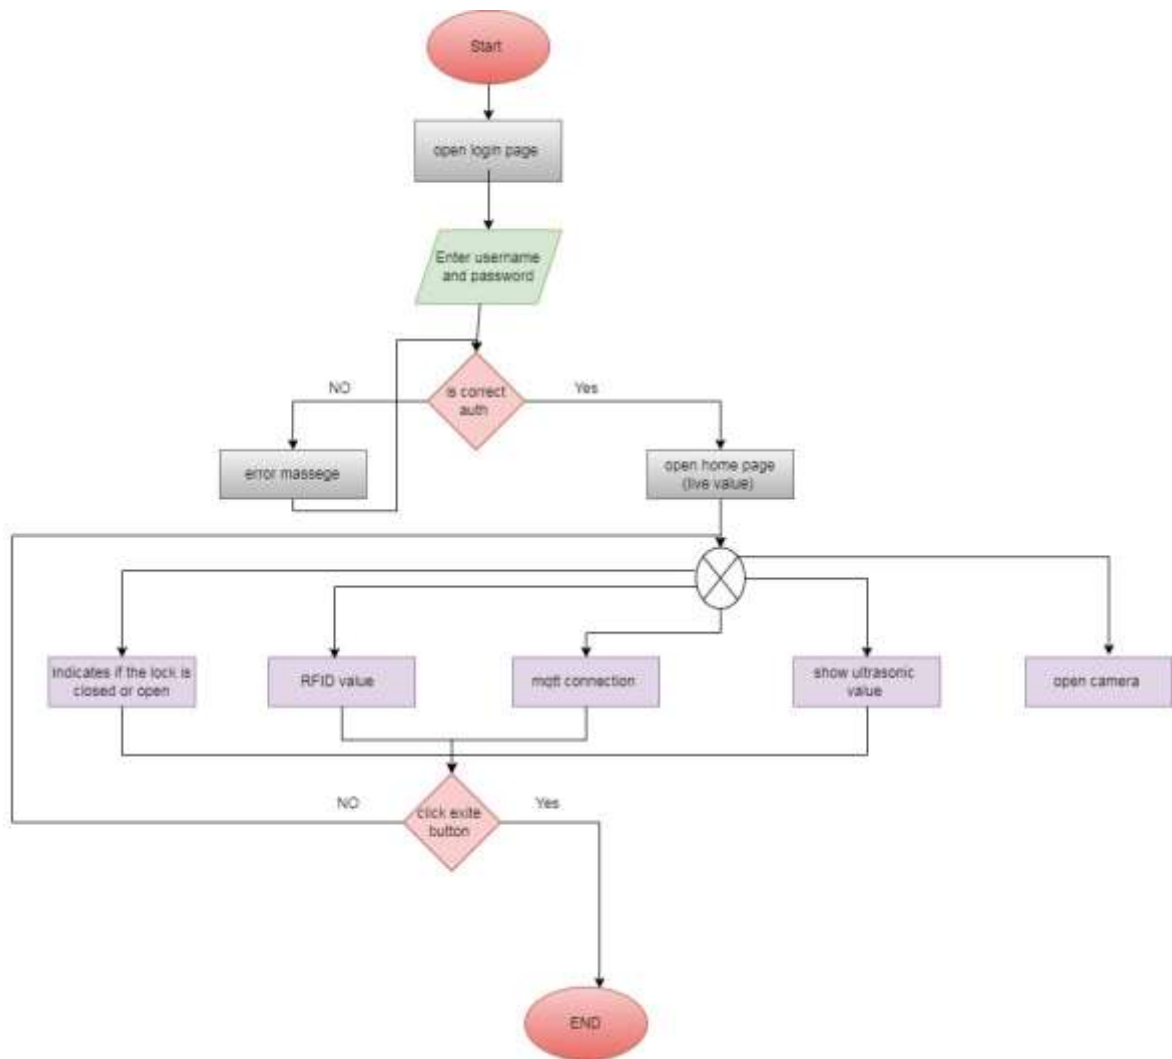 Start
open login page
Enter username
and password
is correct
auth
NO
Yes
error massege
open home page
(live value)
indicates if the lock is
closed or open
RFID value
mqtt connection
show ultrasonic
value
open camera
click exite
button
NO
Yes
END